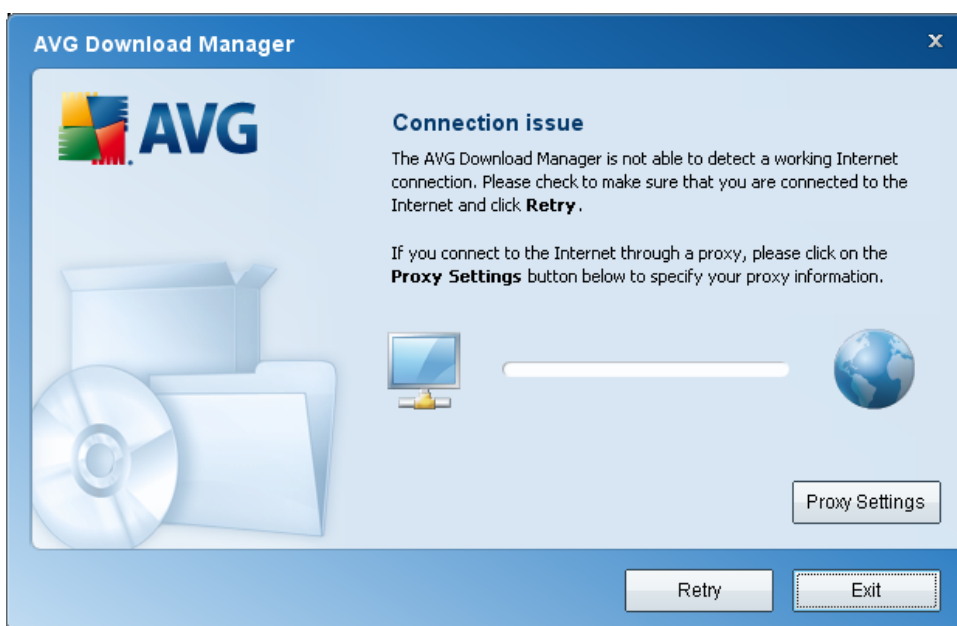 AVG Download Manager
x
AVG
Connection issue
The AVG Download Manager is not able to detect a working Internet
connection. Please check to make sure that you are connected to the
Internet and click Retry.
If you connect to the Internet through a proxy, please click on the
Proxy Settings button below to specify your proxy information.
Proxy Settings
Retry
Exit